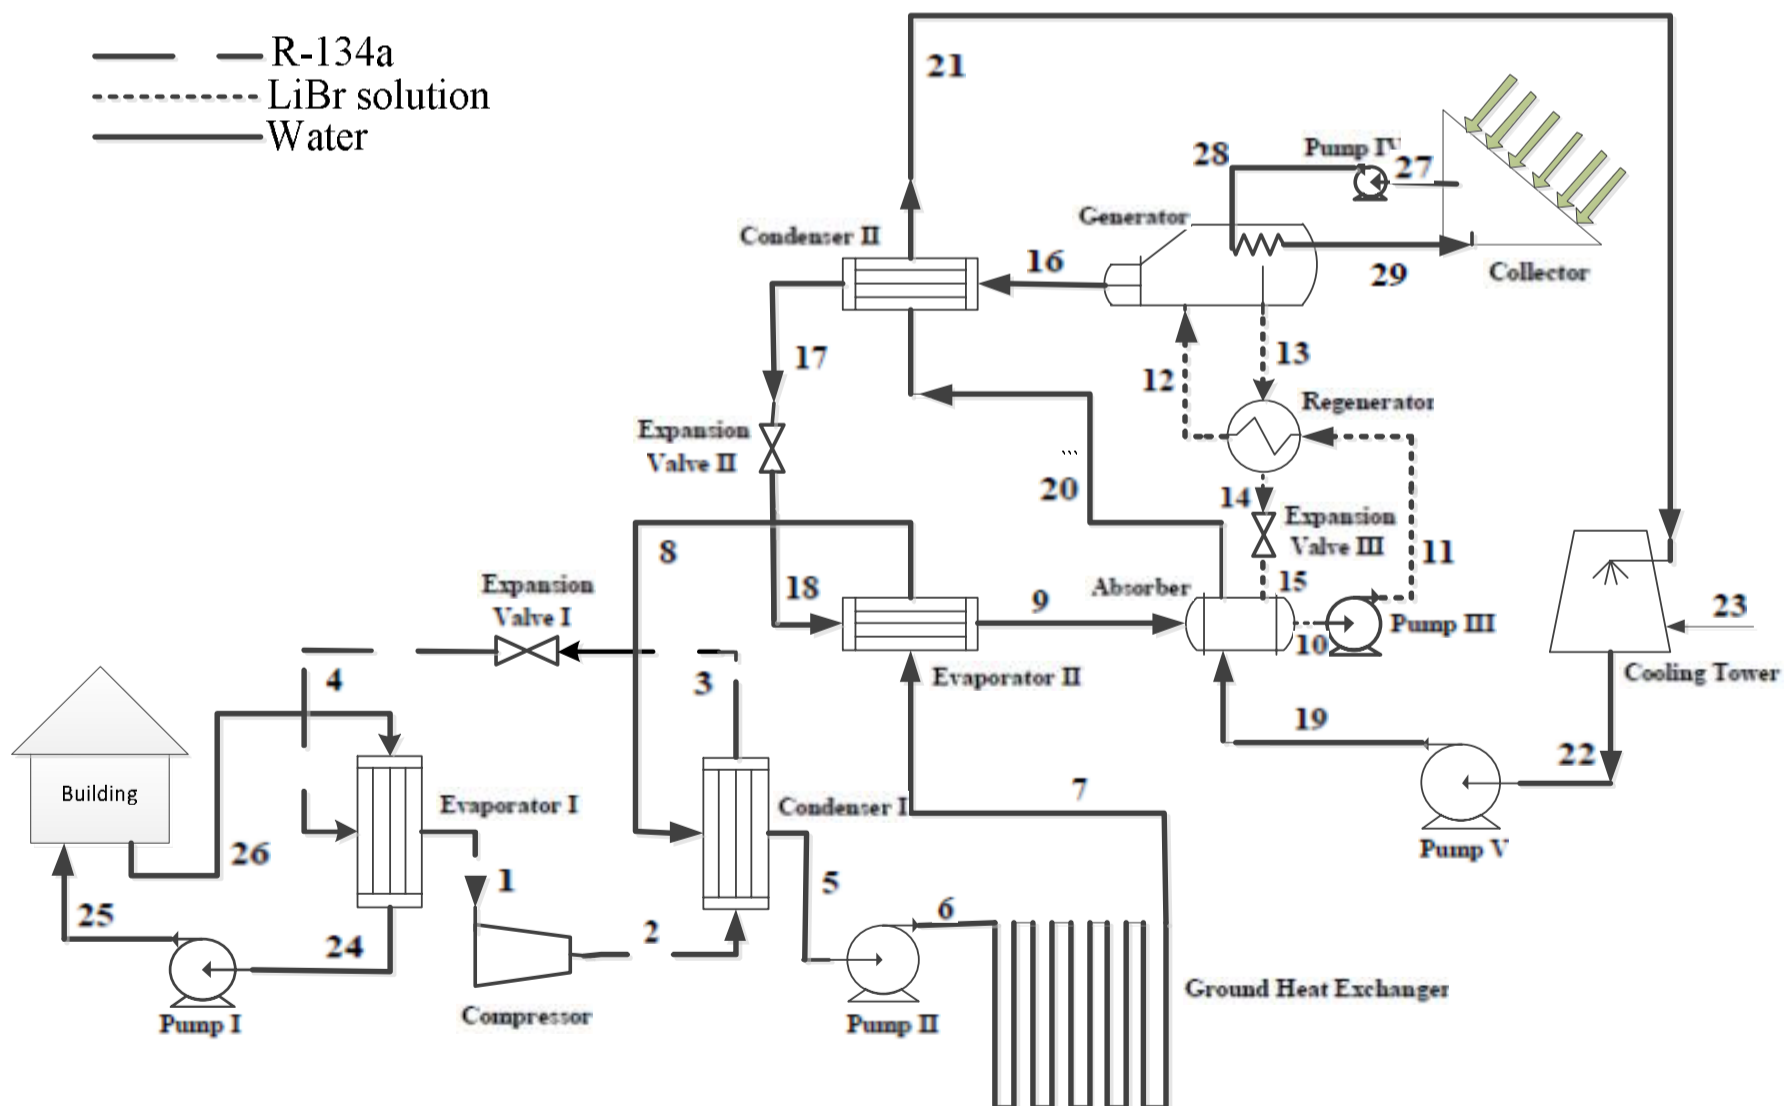 R-134a
LiBr solution
Water
21
Pump IV
28
27
Generator
Condenser II
16
29
Collector
17
13
12
Regenerator
Expansion
Valve II
...
20
14
Expansion
Valve III
11
8
Expansion
Valve I
18
Absorber
15
9
23
10
Pump III
4
3
Evaporator II
Cooling Tower
19
22
Building
Evaporator I
Condenser I
7
26
Pump V
1
5
25
24
2
6
Ground Heat Exchanger
Pump I
Compressor
Pump II